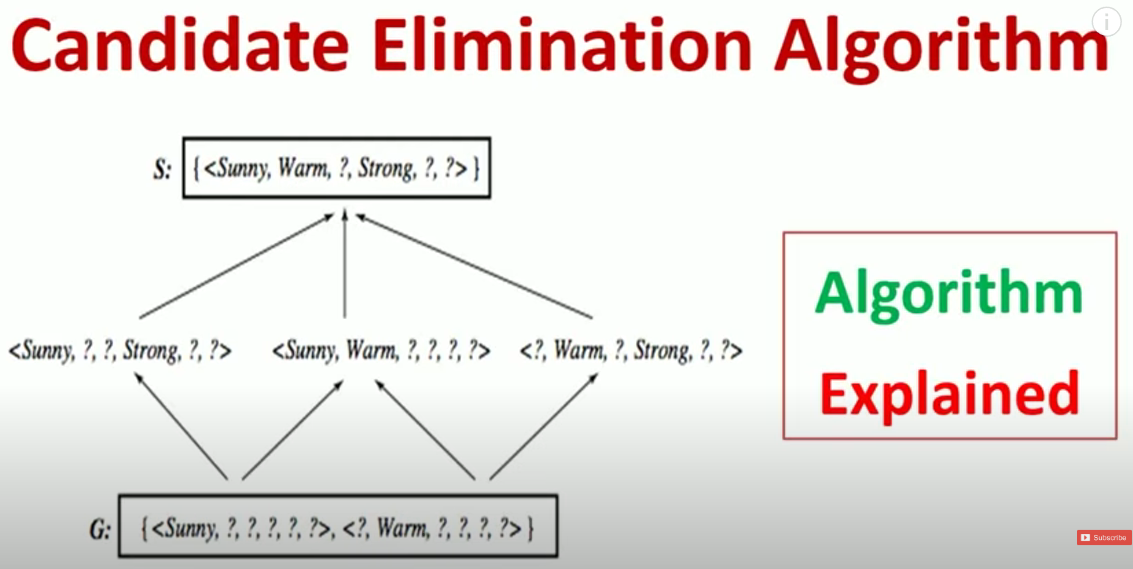 Candidate Elimination Algorithm
i
S: { <Sunny, Warm, ?, Strong, ?, ?> }
<Sunny, ?, ?, Strong, ?, ?> <Sunny, Warm, ?, ?, ?, ?> <?, Warm, ?, Strong, ?, ?>
Algorithm
Explained
G: { <Sunny, ?, ?, ?, ?, ?>, <?, Warm, ?, ?, ?, ?> }
Subscribe